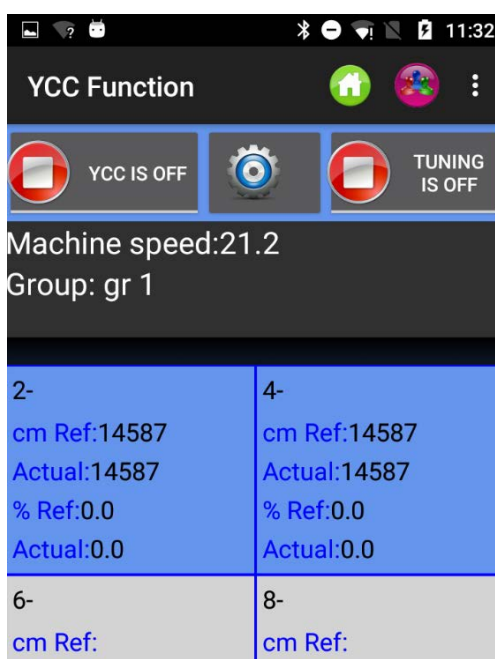 11:32
YCC Function
YCC IS OFF
TUNING
IS OFF
Machine speed:21.2
Group: gr 1
2-
cm Ref:14587
Actual:14587
% Ref:0.0
Actual:0.0
4-
cm Ref:14587
Actual:14587
% Ref:0.0
Actual:0.0
6-
cm Ref:
8-
cm Ref: